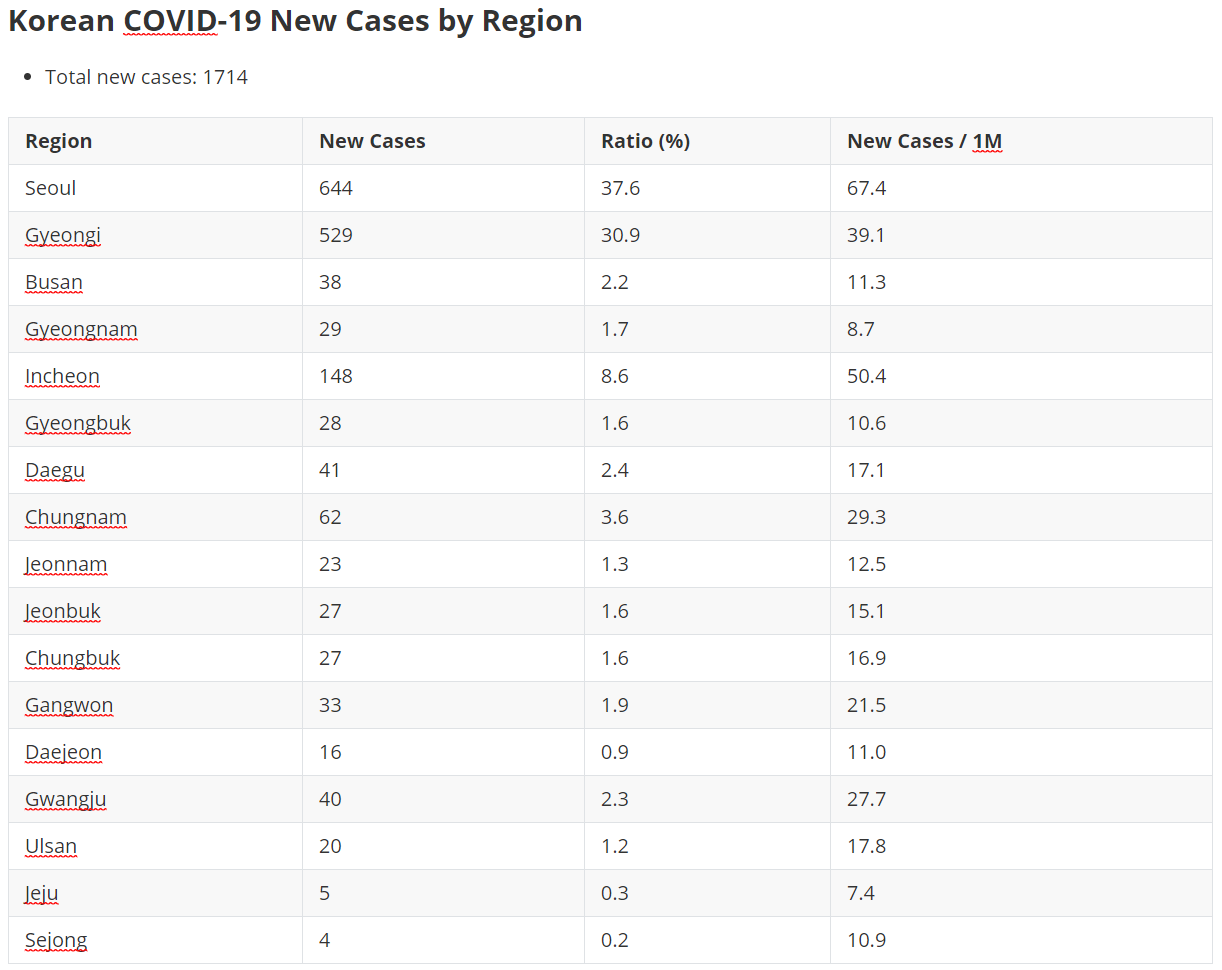 Korean COVID-19 New Cases by Region
• Total new cases: 1714
Region New Cases Ratio (%) New Cases / 1M
Seoul 644 37.6 67.4
Gyeongi 529 30.9 39.1
Busan 38 2.2 11.3
Gyeongnam 29 1.7 8.7
Incheon 148 8.6 50.4
Gyeongbuk 28 1.6 10.6
Daegu 41 2.4 17.1
Chungnam 62 3.6 29.3
Jeonnam 23 1.3 12.5
Jeonbuk 27 1.6 15.1
Chungbuk 27 1.6 16.9
Gangwon 33 1.9 21.5
Daejeon 16 0.9 11.0
Gwangju 40 2.3 27.7
Ulsan 20 1.2 17.8
Jeju 5 0.3 7.4
Sejong 4 0.2 10.9